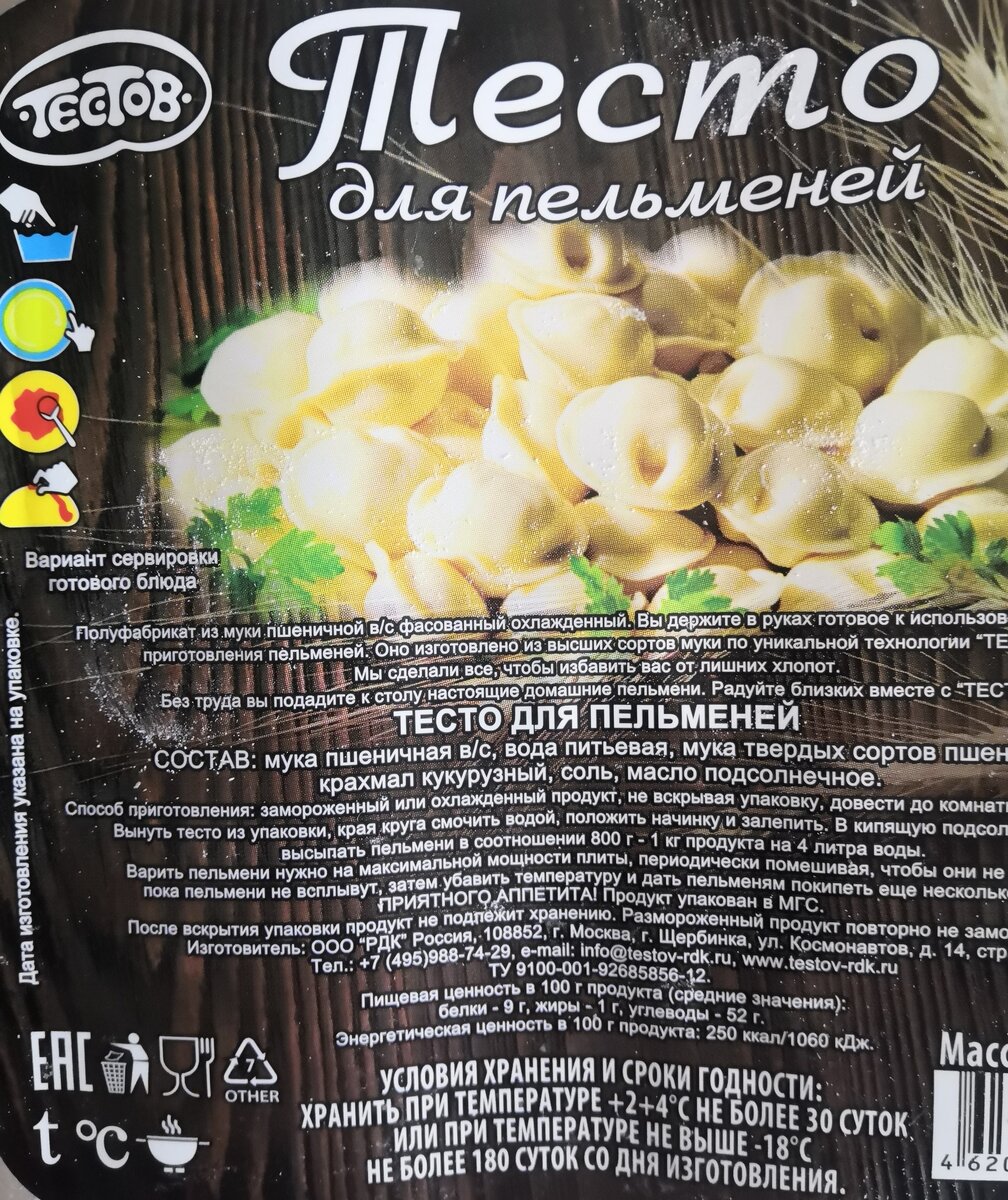 ТЕСТОВ
Тесто
для пельменей
Вариант сервировки
готового блюда
Дата изготовления указана на упаковке.
Полуфабрикат из муки пшеничной в/с фасованный охлажденный. Вы держите в руках готовое к использов
приготовления пельменей. Оно изготовлено из высших сортов муки по уникальной технологии "ТЕ
Мы сделали все, чтобы избавить вас от лишних хлопот.
Без труда вы подадите к столу настоящие домашние пельмени. Радуйте близких вместе с "ТЕСТ
ТЕСТО ДЛЯ ПЕЛЬМЕНЕЙ
СОСТАВ: мука пшеничная в/с, вода питьевая, мука твердых сортов пшен
крахмал кукурузный, соль, масло подсолнечное.
Способ приготовления: замороженный или охлажденный продукт, не вскрывая упаковку, довести до комнат
Вынуть тесто из упаковки, края круга смочить водой, положить начинку и залепить. В кипящую подсол
высыпать пельмени в соотношении 800 г - 1 кг продукта на 4 литра воды.
Варить пельмени нужно на максимальной мощности плиты, периодически помешивая, чтобы они не
пока пельмени не всплывут, затем убавить температуру и дать пельменям покипеть еще нескольк
ПРИЯТНОГО АППЕТИТА! Продукт упакован в МГС.
После вскрытия упаковки продукт не подлежит хранению. Размороженный продукт повторно не замо
Изготовитель: ООО "РДК" Россия, 108852, г. Москва, г. Щербинка, ул. Космонавтов, д. 14, стр
Тел.: +7 (495)988-74-29, e-mail: info@testov-rdk.ru, www.testov-rdk.ru
ТУ 9100-001-92685856-12.
Пищевая ценность в 100 г продукта (средние значения):
белки - 9 г, жиры - 1 г, углеводы - 52 г.
Энергетическая ценность в 100 г продукта: 250 ккал/1060 кДж.
EAC
7
OTHER
t °C
УСЛОВИЯ ХРАНЕНИЯ И СРОКИ ГОДНОСТИ:
ХРАНИТЬ ПРИ ТЕМПЕРАТУРЕ +2+4°С НЕ БОЛЕЕ 30 СУТОК
ИЛИ ПРИ ТЕМПЕРАТУРЕ НЕ ВЫШЕ -18°С
НЕ БОЛЕЕ 180 СУТОК СО ДНЯ ИЗГОТОВЛЕНИЯ.
Масс
4 620